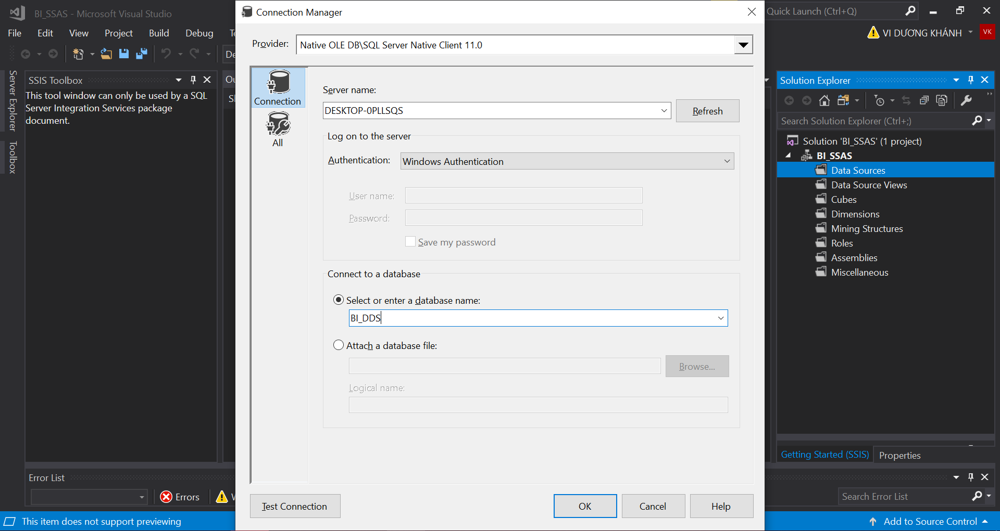 BI_SSAS - Microsoft Visual Studio
Quick Launch (Ctrl+Q)
File Edit View Project Build Debug
VI DƯƠNG KHÁNH VK
Server Explorer
Toolbox
SSIS Toolbox
This tool window can only be used by a SQL
Server Integration Services package
document.
Connection Manager
Provider: Native OLE DB\SQL Server Native Client 11.0
Connection
All
Server name:
DESKTOP-0PLLSQS Refresh
Log on to the server
Authentication: Windows Authentication
User name:
Password:
Save my password
Connect to a database
Select or enter a database name:
BI_DDS
Attach a database file:
Browse...
Logical name:
Test Connection OK Cancel Help
Solution Explorer
Search Solution Explorer (Ctrl+;)
Solution 'BI_SSAS' (1 project)
BI_SSAS
Data Sources
Data Source Views
Cubes
Dimensions
Mining Structures
Roles
Assemblies
Miscellaneous
Getting Started (SSIS) Properties
Error List
Errors
Search Error List
This item does not support previewing
Add to Source Control